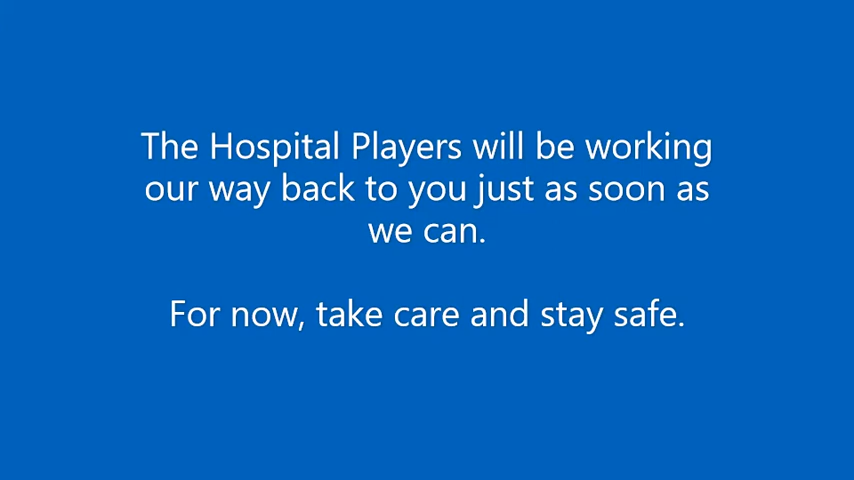 The Hospital Players will be working
our way back to you just as soon as
we can.
For now, take care and stay safe.